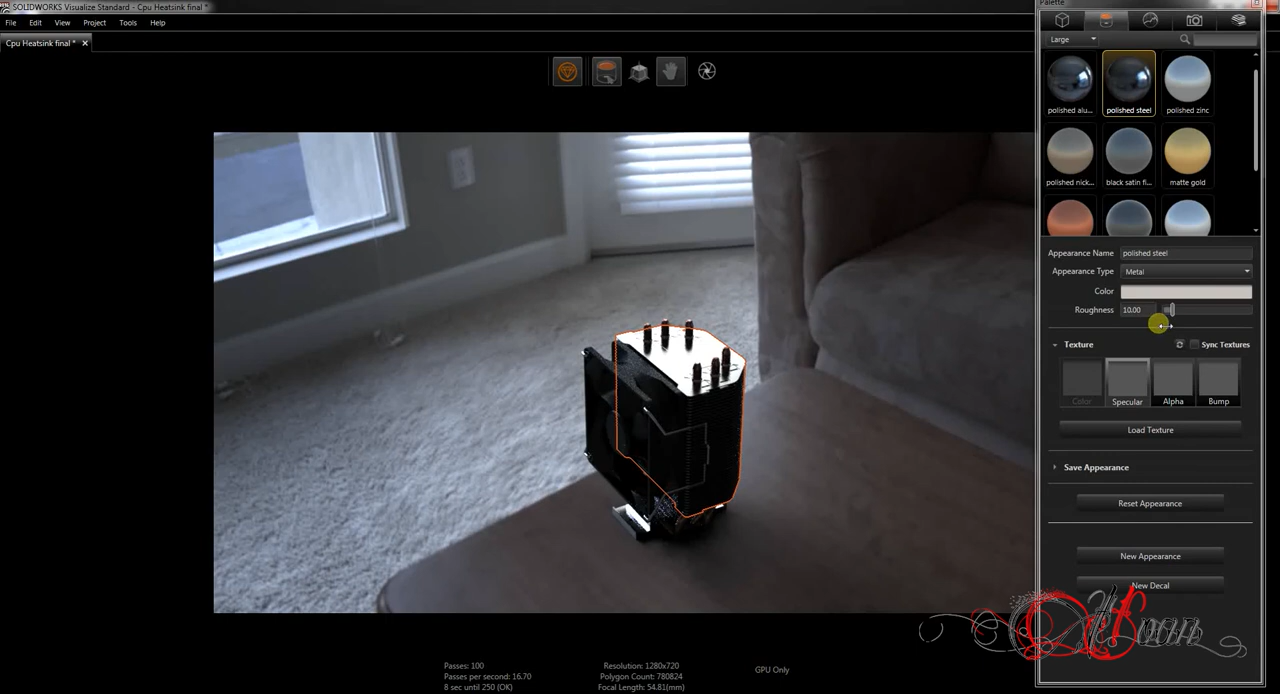 SOLIDWORKS Visualize Standard - Cpu Heatsink final *
Palette
File Edit View Project Tools Help
Cpu Heatsink final *
Large
polished alu...
polished steel
polished zinc
polished nick...
black satin fi...
matte gold
Appearance Name polished steel
Appearance Type Metal
Color
Roughness 10.00
Texture Sync Textures
Color Specular Alpha Bump
Load Texture
Save Appearance
Reset Appearance
New Appearance
New Decal
Passes: 100
Passes per second: 16.70
8 sec until 250 (OK)
Resolution: 1280x720
Polygon Count: 780824
Focal Length: 54.81(mm)
GPU Only